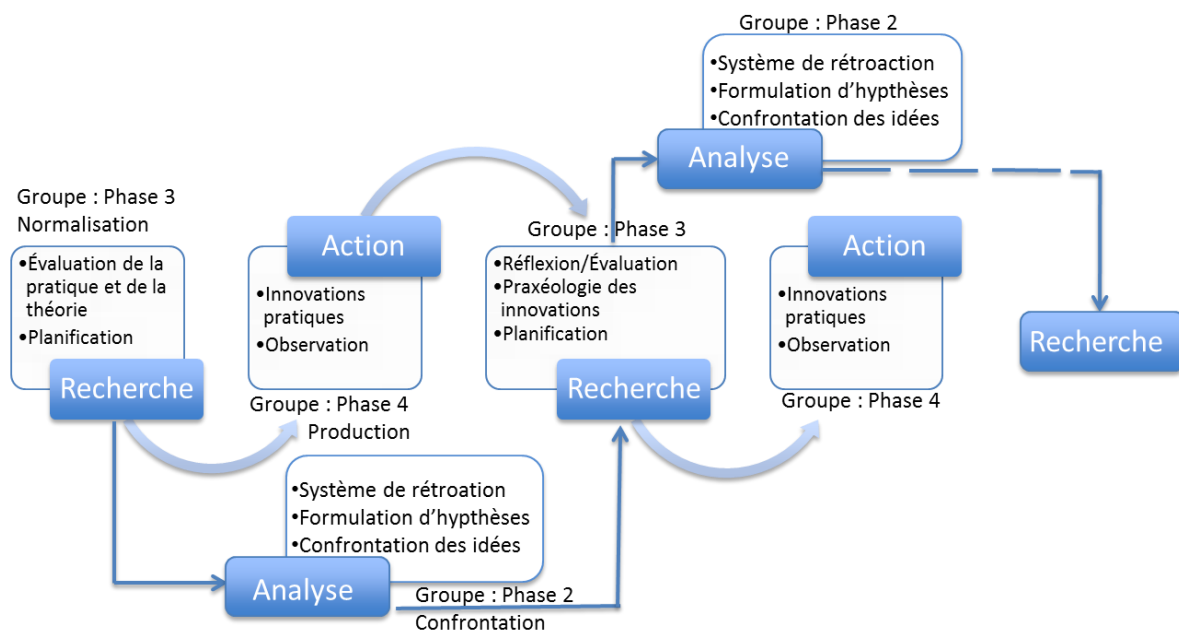 Groupe : Phase 2
•Système de rétroaction
•Formulation d’hypthèses
•Confrontation des idées
Analyse
Groupe : Phase 3
Normalisation
•Évaluation de la
pratique et de la
théorie
•Planification
Recherche
Action
•Innovations
pratiques
•Observation
Groupe : Phase 4
Production
Groupe : Phase 3
•Réflexion/Évaluation
•Praxéologie des
innovations
•Planification
Recherche
Action
•Innovations
pratiques
•Observation
Groupe : Phase 4
Recherche
•Système de rétroation
•Formulation d’hypthèses
•Confrontation des idées
Analyse
Groupe : Phase 2
Confrontation